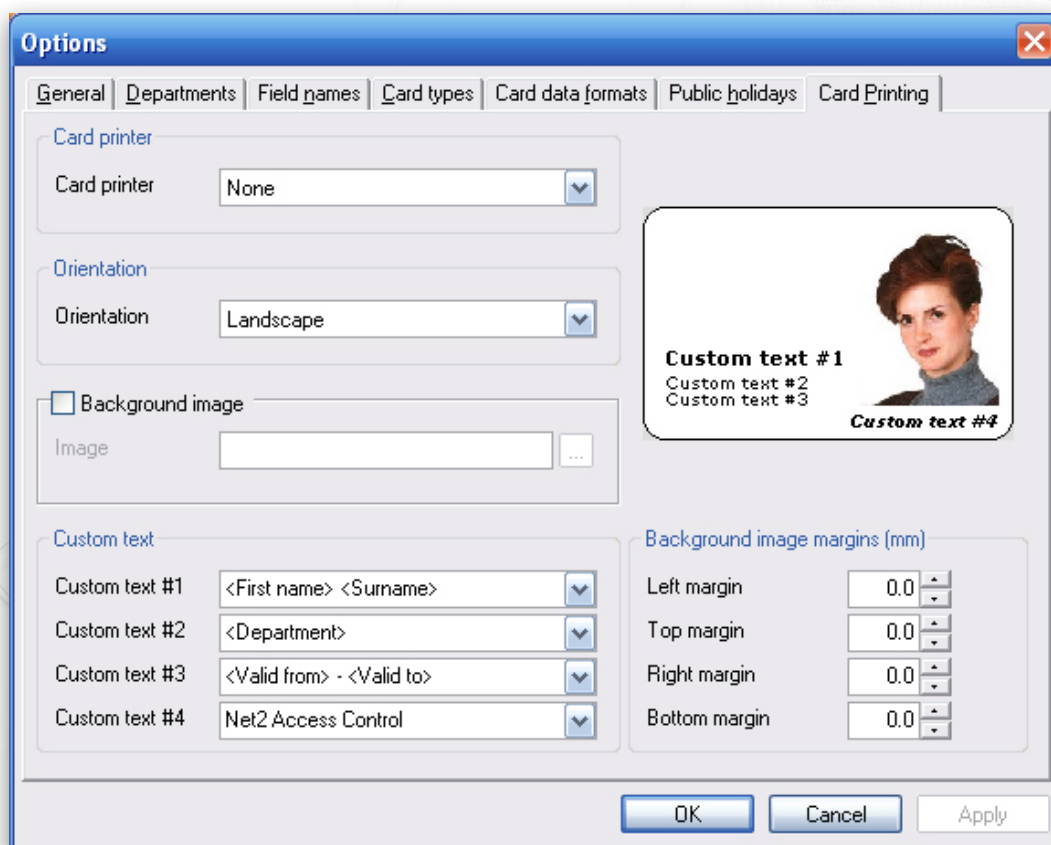 Options
General Departments Field names Card types Card data formats Public holidays Card Printing
Card printer
Card printer None
Orientation
Orientation Landscape
Background image
Image ...
Custom text #1
Custom text #2
Custom text #3
Custom text #4
Custom text
Custom text #1 <First name> <Surname>
Custom text #2 <Department>
Custom text #3 <Valid from> - <Valid to>
Custom text #4 Net2 Access Control
Background image margins (mm)
Left margin 0.0
Top margin 0.0
Right margin 0.0
Bottom margin 0.0
OK Cancel Apply